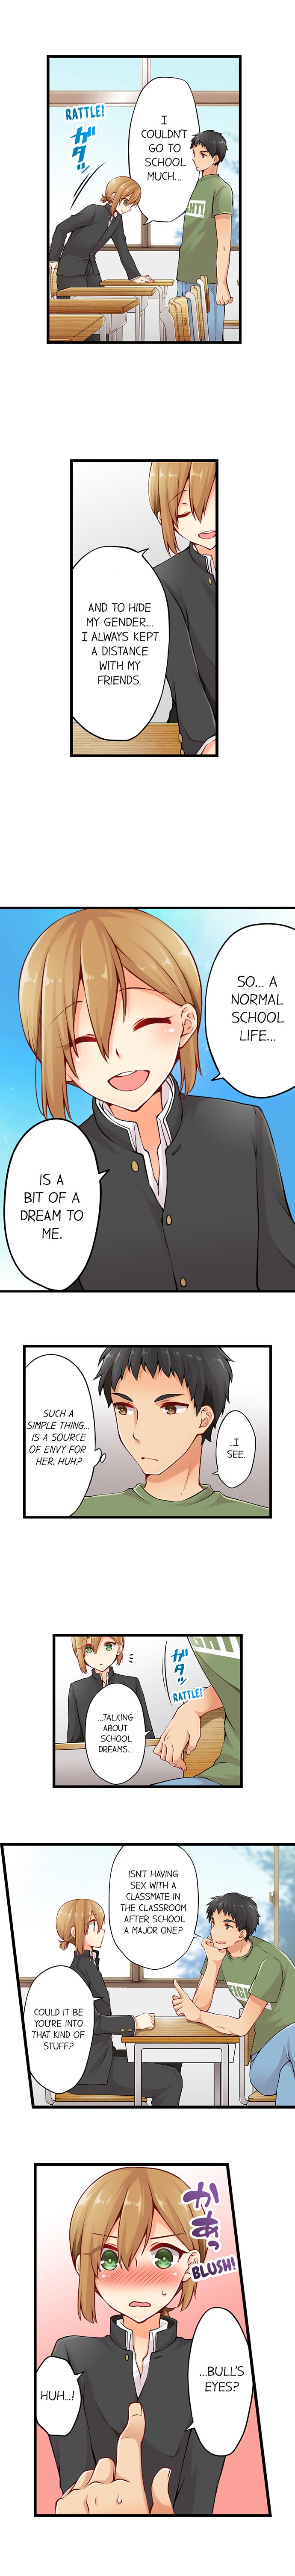 RATTLE!
ガタッ
I
COULDN'T
GO TO
SCHOOL
MUCH...
GHT!
AND TO HIDE
MY GENDER...
I ALWAYS KEPT
A DISTANCE
WITH MY
FRIENDS.
SO... A
NORMAL
SCHOOL
LIFE...
IS A
BIT OF A
DREAM TO
ME.
...I
SEE.
SUCH A
SIMPLE THING...
IS A SOURCE
OF ENVY FOR
HER, HUH?
ガタッ
RATTLE!
...TALKING
ABOUT
SCHOOL
DREAMS...
ISN'T HAVING
SEX WITH A
CLASSMATE IN
THE CLASSROOM
AFTER SCHOOL
A MAJOR ONE?
COULD IT BE
YOU'RE INTO
THAT KIND OF
STUFF?
かあっ
BLUSH!
...BULL'S
EYES?
HUH...!